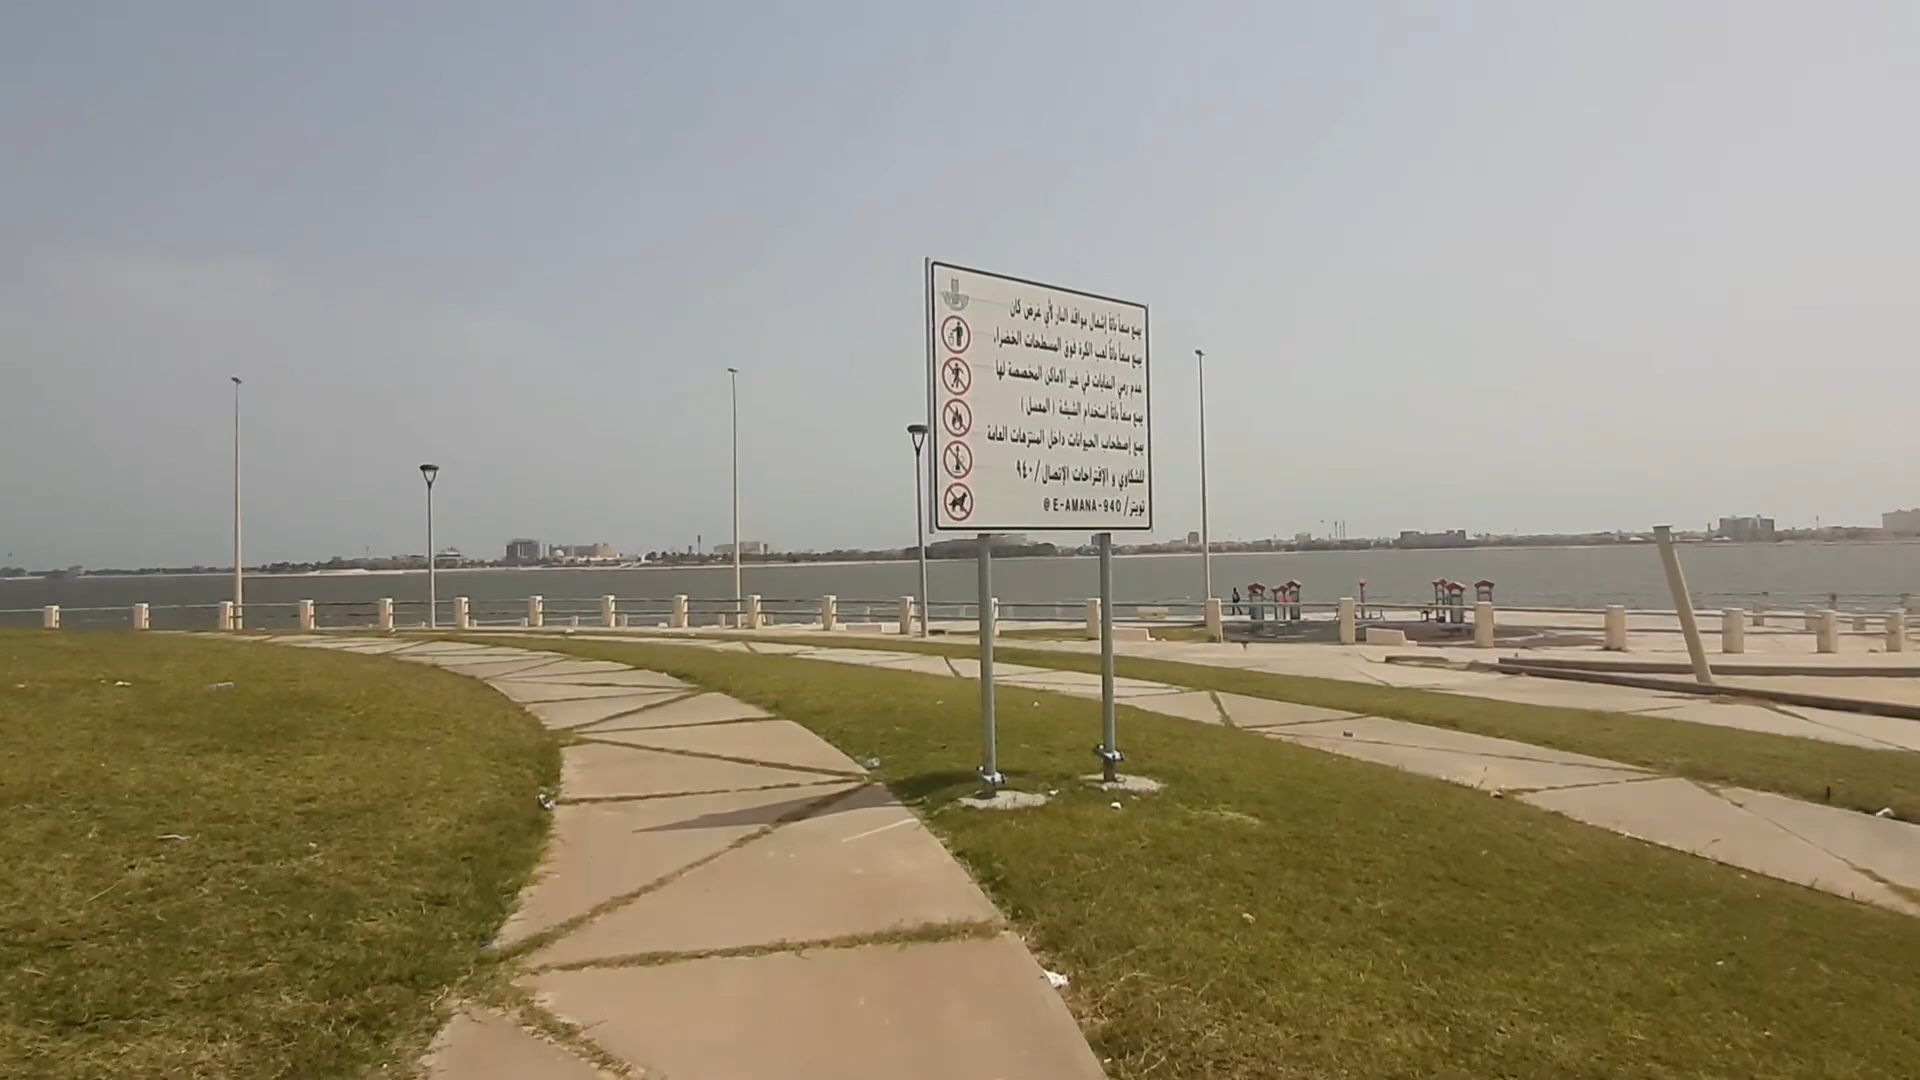 يمنع منعاً باتاً إشعال مواقد النار لأي غرض كان
يمنع منعاً باتاً لعب الكرة فوق المسطحات الخضراء.
عدم رمي النفايات في غير الاماكن المخصصة لها
يمنع منعاً باتاً استخدام الشيشة ( المعسل )
يمنع إصطحاب الحيوانات داخل المنتزهات العامة
للشكاوي و الإقتراحات الإتصال/ ٩٤٠
تويتر/ @E-AMANA-940